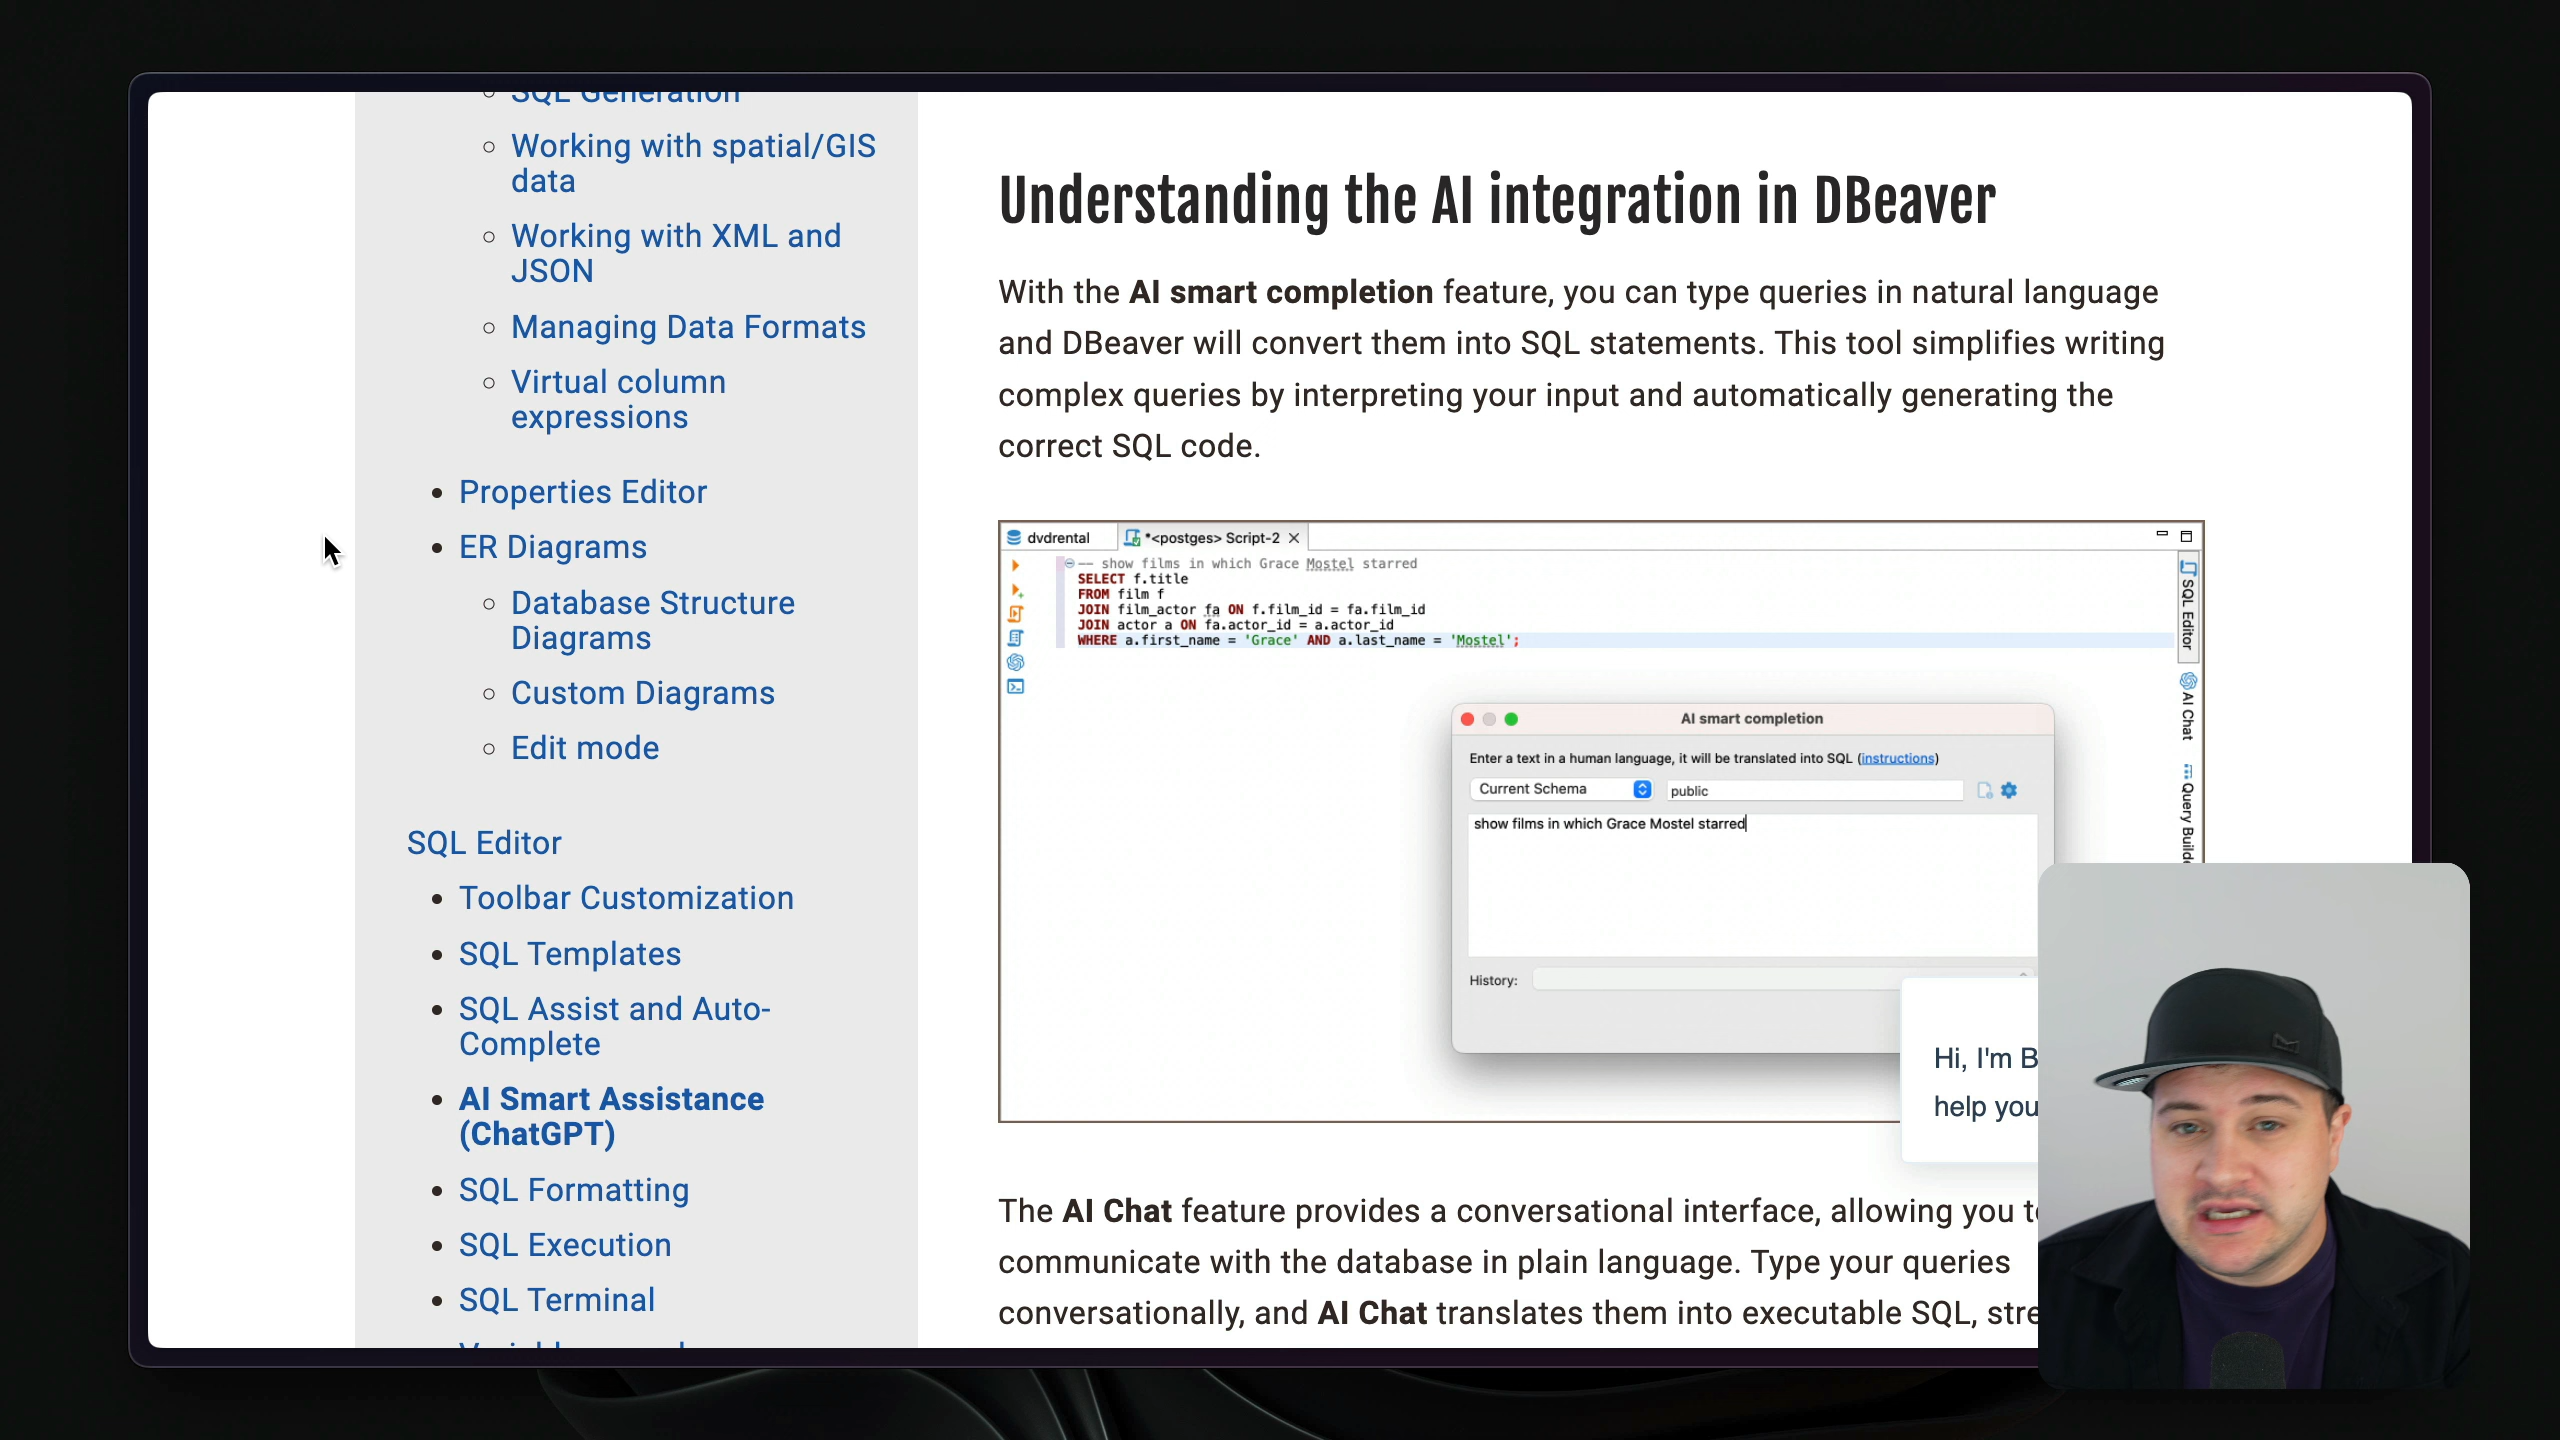 SQL Generation
Working with spatial/GIS
data
Working with XML and
JSON
Managing Data Formats
Virtual column
expressions
Properties Editor
ER Diagrams
Database Structure
Diagrams
Custom Diagrams
Edit mode
SQL Editor
Toolbar Customization
SQL Templates
SQL Assist and Auto-
Complete
AI Smart Assistance
(ChatGPT)
SQL Formatting
SQL Execution
SQL Terminal
Understanding the AI integration in DBeaver
With the AI smart completion feature, you can type queries in natural language
and DBeaver will convert them into SQL statements. This tool simplifies writing
complex queries by interpreting your input and automatically generating the
correct SQL code.
dvdrental
*<postges> Script-2
-- show films in which Grace Mostel starred
SELECT f.title
FROM film f
JOIN film_actor fa ON f.film_id = fa.film_id
JOIN actor a ON fa.actor_id = a.actor_id
WHERE a.first_name = 'Grace' AND a.last_name = 'Mostel';
SQL Editor
AI Chat
Query Builde
AI smart completion
Enter a text in a human language, it will be translated into SQL (instructions)
Current Schema
public
show films in which Grace Mostel starred
History:
Hi, I'm B
help you
The AI Chat feature provides a conversational interface, allowing you to
communicate with the database in plain language. Type your queries
conversationally, and AI Chat translates them into executable SQL, stre